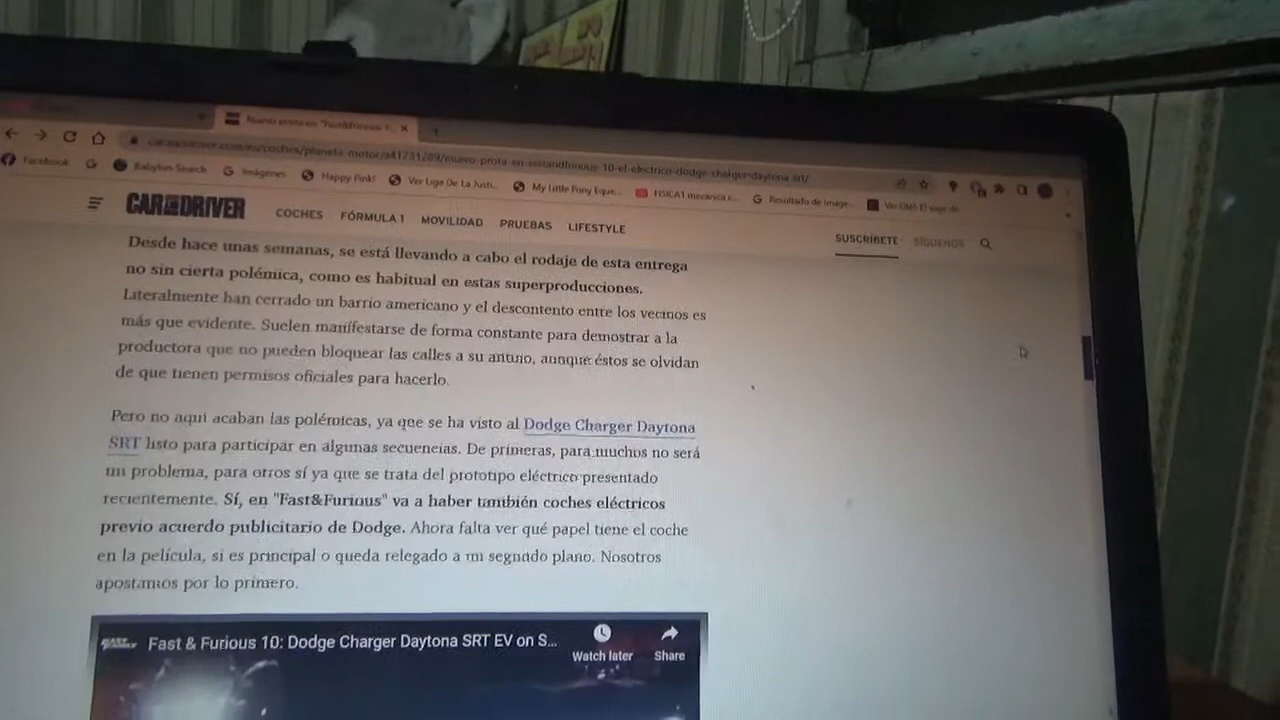 Nuevo prota en "Fast&Furious
caranddriver.com/es/coches/planeta-motor/a41731289/nuevo-prota-en-fastandfurious-10-el-electrico-dodge-charger-daytona-srt/
Facebook
Babylon Search
Imágenes
Happy Pink!
Ver Liga De La Justi...
My Little Pony Eque...
FISICA1 mecanica c...
Resultado de image...
CAR AND DRIVER
COCHES FÓRMULA 1 MOVILIDAD PRUEBAS LIFESTYLE
SUSCRÍBETE SÍGUENOS
Desde hace unas semanas, se está llevando a cabo el rodaje de esta entrega
no sin cierta polémica, como es habitual en estas superproducciones.
Literalmente han cerrado un barrio americano y el descontento entre los vecinos es
más que evidente. Suelen manifestarse de forma constante para demostrar a la
productora que no pueden bloquear las calles a su antojo, aunque éstos se olvidan
de que tienen permisos oficiales para hacerlo.
Pero no aquí acaban las polémicas, ya que se ha visto al Dodge Charger Daytona
SRT listo para participar en algunas secuencias. De primeras, para muchos no será
un problema, para otros sí ya que se trata del prototipo eléctrico presentado
recientemente. Sí, en "Fast&Furious" va a haber también coches eléctricos
previo acuerdo publicitario de Dodge. Ahora falta ver qué papel tiene el coche
en la película, si es principal o queda relegado a un segundo plano. Nosotros
apostamos por lo primero.
Fast & Furious 10: Dodge Charger Daytona SRT EV on S...
Watch later
Share